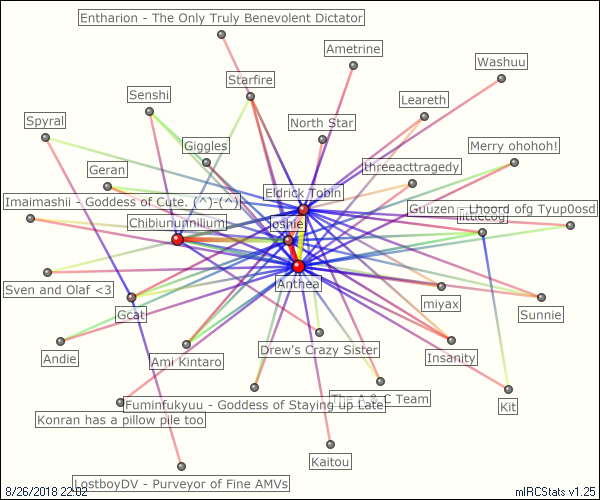 Entharion - The Only Truly Benevolent Dictator
Ametrine
Washuu
Starfire
Senshi
Leareth
Spyral
North Star
Giggles
Merry ohohoh!
Geran
threeacttragedy
Eldrick Tobin
Imaimashii - Goddess of Cute. (^)-(^)
Guuzen - Lhoord ofg Tyup0osd
Chibiununnilium
Joshie
Anthea
Sven and Olaf <3
miyax
Sunnie
Gcat
Andie
Ami Kintaro
Drew's Crazy Sister
Insanity
The A & C Team
Fuminfukyuu - Goddess of Staying up Late
Kit
Konran has a pillow pile too
Kaitou
LostboyDV - Purveyor of Fine AMVs
8/26/2018 22:02
mIRCStats v1.25